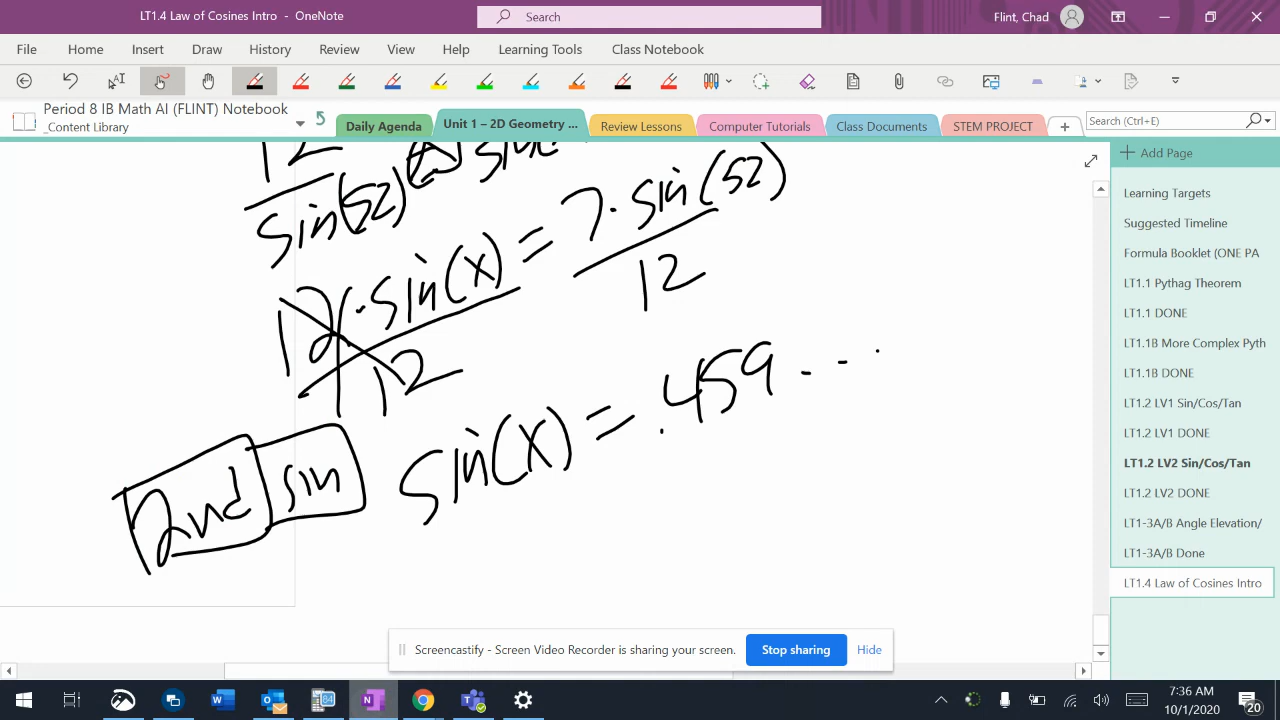 LT1.4 Law of Cosines Intro - OneNote
Search
Flint, Chad
File Home Insert Draw History Review View Help Learning Tools Class Notebook
Period 8 IB Math AI (FLINT) Notebook
_Content Library
Daily Agenda
Unit 1 – 2D Geometry ...
Review Lessons
Computer Tutorials
Class Documents
STEM PROJECT
Search (Ctrl+E)
Add Page
Learning Targets
Suggested Timeline
Formula Booklet (ONE PA
LT1.1 Pythag Theorem
LT1.1 DONE
LT1.1B More Complex Pyth
LT1.1B DONE
LT1.2 LV1 Sin/Cos/Tan
LT1.2 LV1 DONE
LT1.2 LV2 Sin/Cos/Tan
LT1.2 LV2 DONE
LT1-3A/B Angle Elevation/
LT1-3A/B Done
LT1.4 Law of Cosines Intro
12
sin(52)
12 · sin(x) = 7 · sin(52)
12 12
sin(x) = .459...
2nd sin
Screencastify - Screen Video Recorder is sharing your screen.
Stop sharing
Hide
7:36 AM
10/1/2020
20